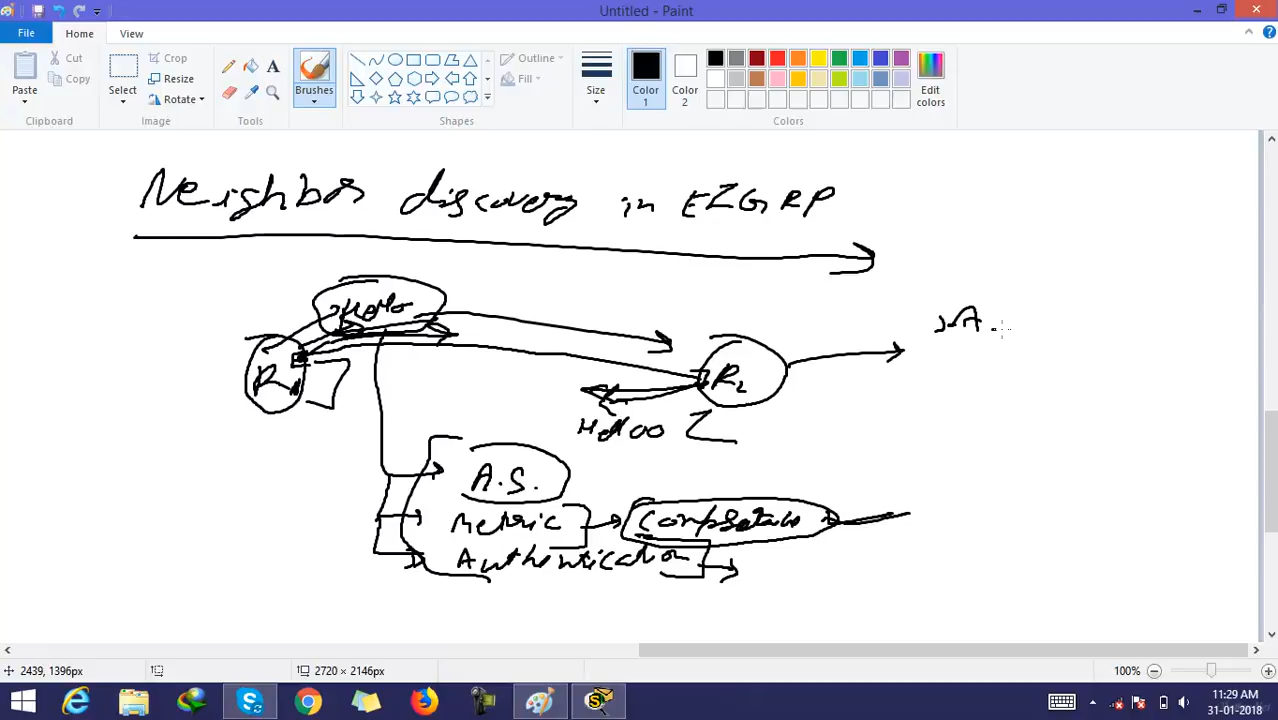 Untitled - Paint
File
Home
View
Paste
Cut
Copy
Clipboard
Select
Crop
Resize
Rotate
Image
Tools
Brushes
Shapes
Outline
Fill
Size
Color 1
Color 2
Edit colors
Colors
Neighbor discovery in EIGRP
Hello
R1
R2
A.
Helloo
A.S.
Metric
Authentication
2439, 1396px
2720 × 2146px
100%
11:29 AM
31-01-2018